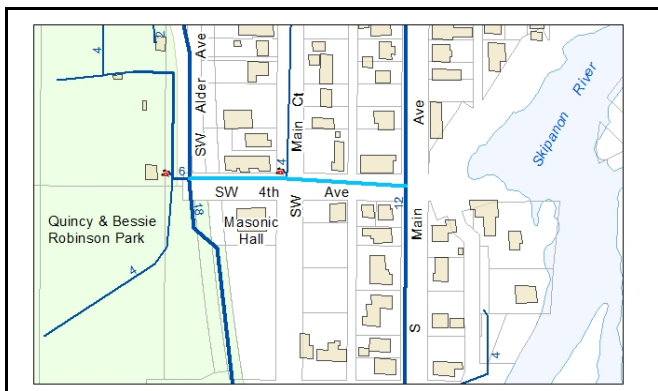 4
2
SW Alder Ave
SW Main Ct
S Main Ave
Skipanon River
4
6
SW 4th Ave
18
12
Quincy & Bessie
Robinson Park
Masonic
Hall
4
4